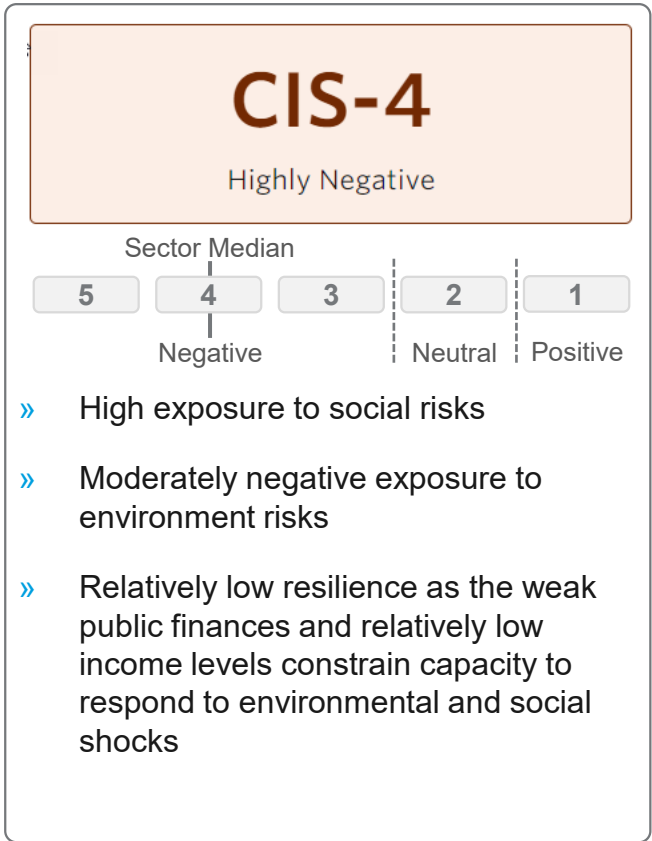 CIS-4
Highly Negative
Sector Median
5 4 3 2 1
Negative Neutral Positive
» High exposure to social risks
» Moderately negative exposure to
environment risks
» Relatively low resilience as the weak
public finances and relatively low
income levels constrain capacity to
respond to environmental and social
shocks